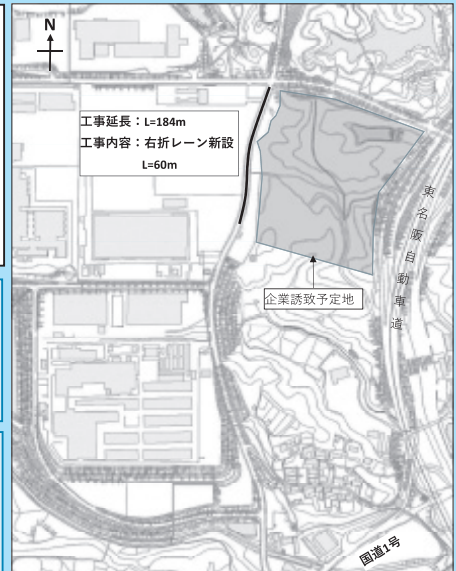 N
工事延長：L=184m
工事内容：右折レーン新設
L=60m
東名阪自動車道
企業誘致予定地
国道1号